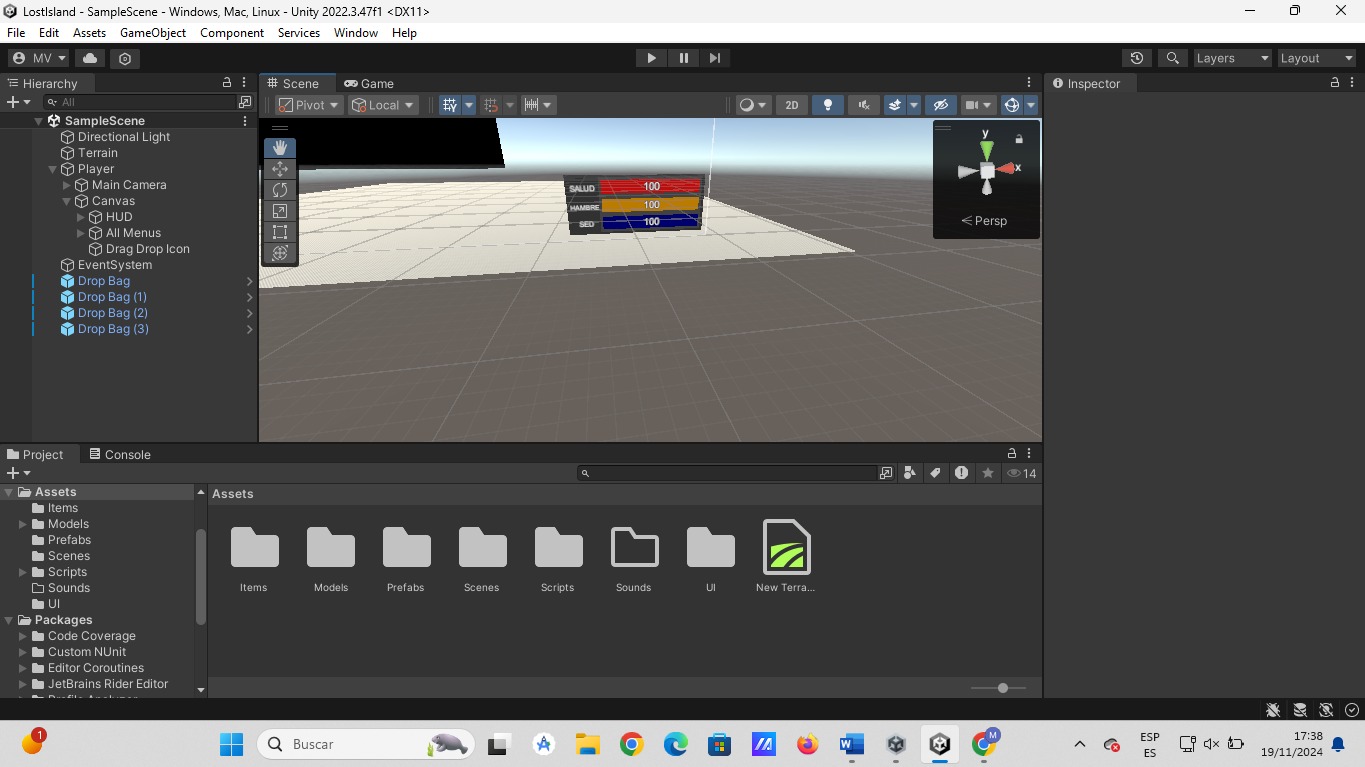 LostIsland - SampleScene - Windows, Mac, Linux - Unity 2022.3.47f1 <DX11>
File Edit Assets GameObject Component Services Window Help
MV Layers Layout
Hierarchy
All
SampleScene
Directional Light
Terrain
Player
Main Camera
Canvas
HUD
All Menus
Drag Drop Icon
EventSystem
Drop Bag
Drop Bag (1)
Drop Bag (2)
Drop Bag (3)
Scene Game
Pivot Local 2D
SALUD 100
HAMBRE 100
SED 100
y
x
< Persp
Inspector
Project Console
14
Assets
Items
Models
Prefabs
Scenes
Scripts
Sounds
UI
Packages
Code Coverage
Custom NUnit
Editor Coroutines
JetBrains Rider Editor
Profile Analyzer
Assets
Items Models Prefabs Scenes Scripts Sounds UI New Terra...
1
Buscar
M
ESP
ES
17:38
19/11/2024